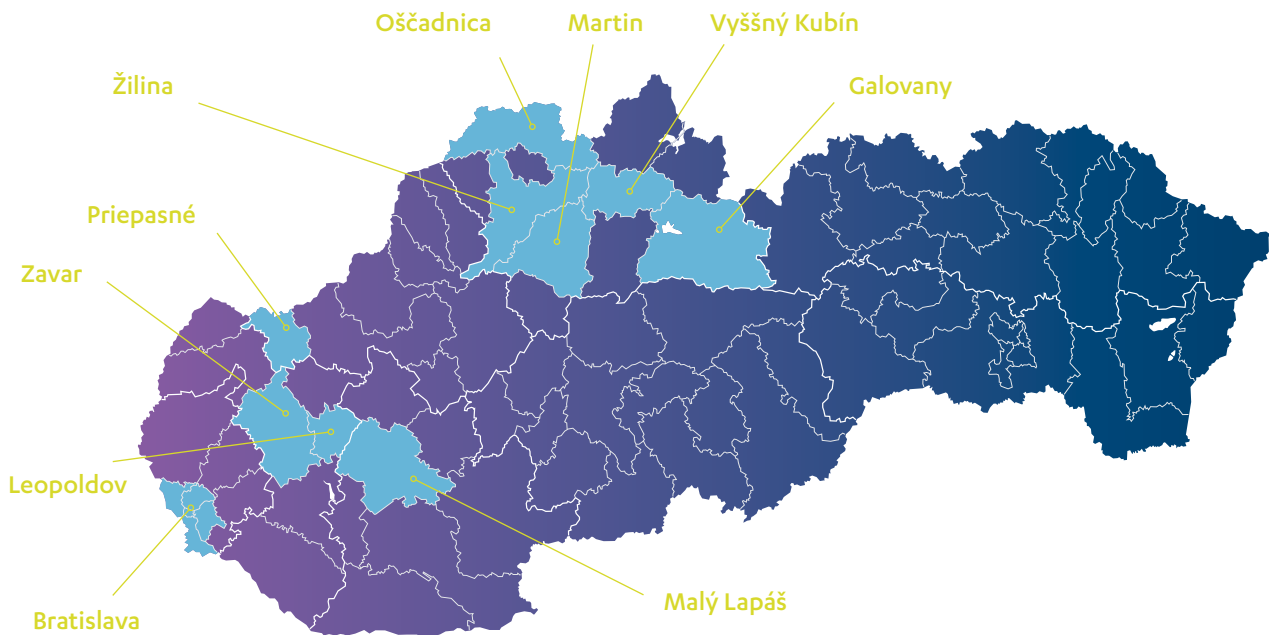 Oščadnica
Martin
Vyššný Kubín
Žilina
Galovany
Priepasné
Zavar
Leopoldov
Malý Lapáš
Bratislava